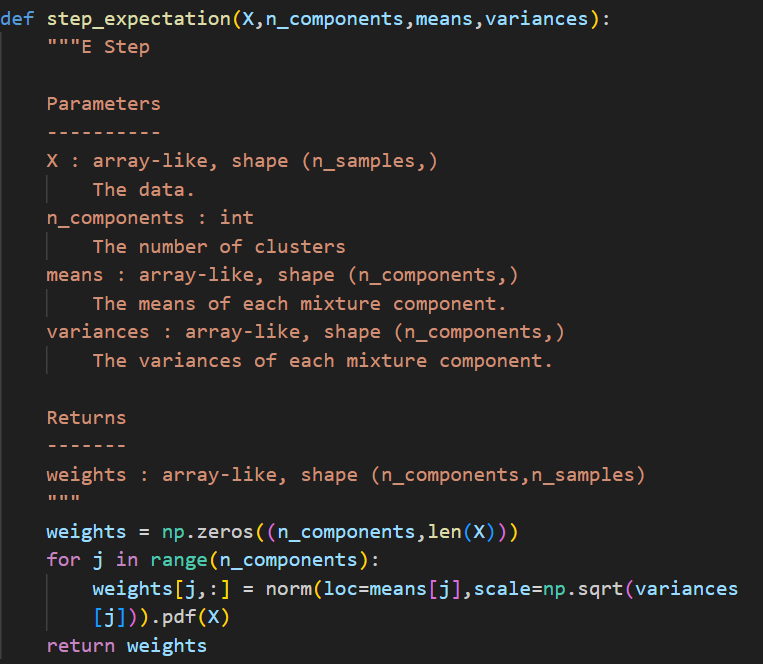 def step_expectation(X,n_components,means,variances):
"""E Step
Parameters
----------
X : array-like, shape (n_samples,)
The data.
n_components : int
The number of clusters
means : array-like, shape (n_components,)
The means of each mixture component.
variances : array-like, shape (n_components,)
The variances of each mixture component.
Returns
-------
weights : array-like, shape (n_components,n_samples)
"""
weights = np.zeros((n_components,len(X)))
for j in range(n_components):
weights[j,:] = norm(loc=means[j],scale=np.sqrt(variances
[j])).pdf(X)
return weights